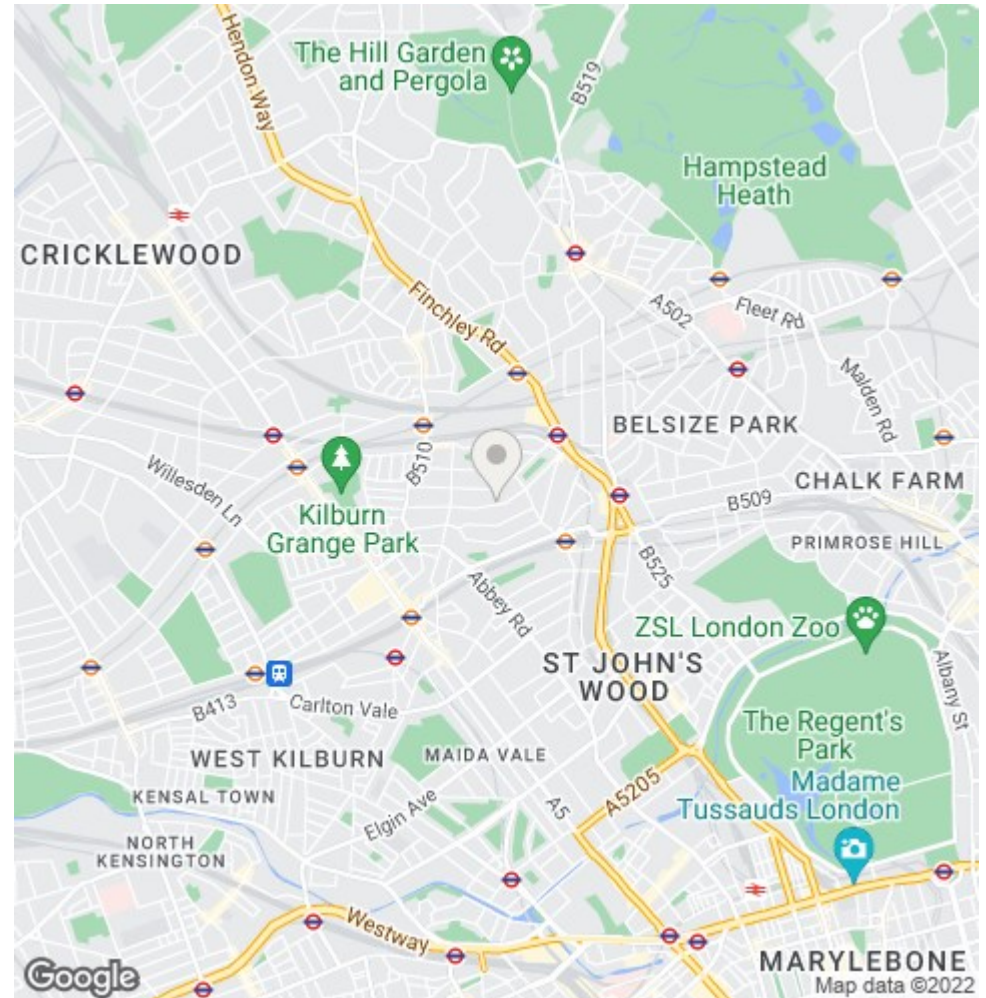 Hendon Way
The Hill Garden
and Pergola
B519
Hampstead
Heath
CRICKLEWOOD
Finchley Rd
A502
Fleet Rd
Malden Rd
BELSIZE PARK
B510
Willesden Ln
Kilburn
Grange Park
CHALK FARM
B509
PRIMROSE HILL
B525
Abbey Rd
ZSL London Zoo
ST JOHN'S
WOOD
Albany St
B413
Carlton Vale
The Regent's
Park
WEST KILBURN
MAIDA VALE
Madame
Tussauds London
KENSAL TOWN
Elgin Ave
A5
A5205
NORTH
KENSINGTON
Westway
MARYLEBONE
Google
Map data ©2022